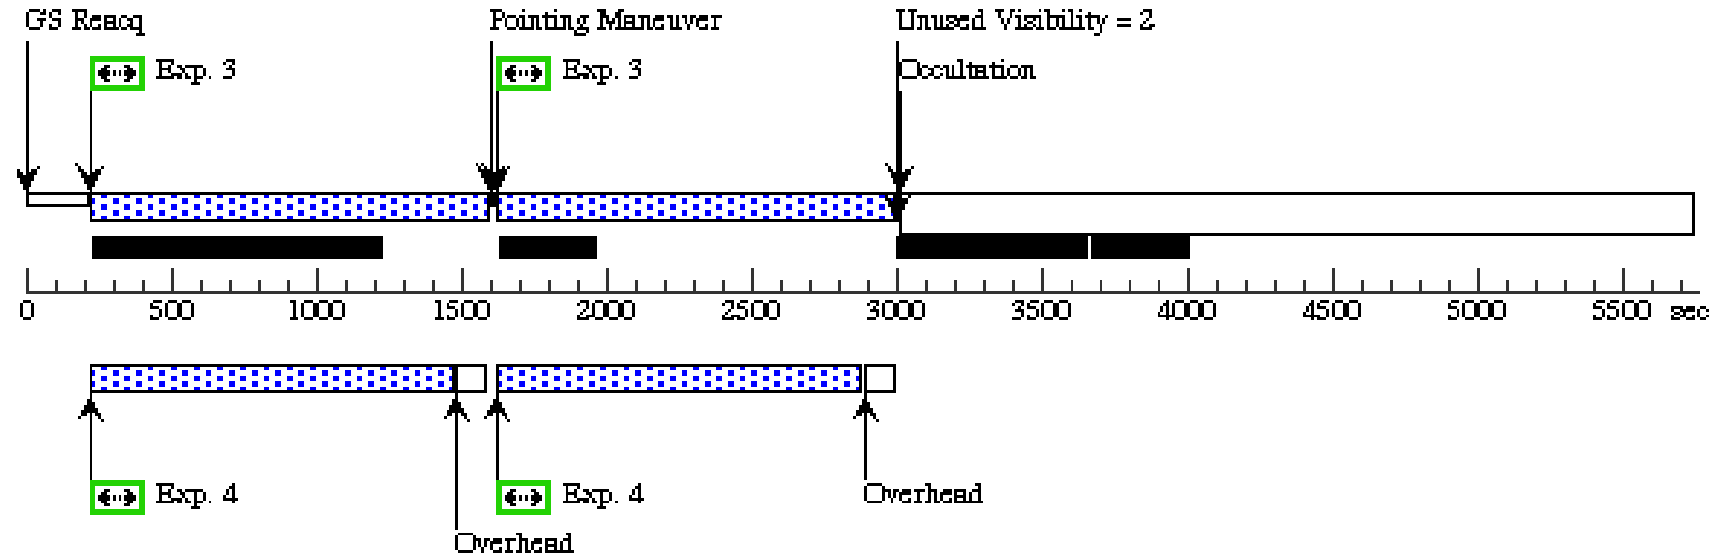 GS Reacq
Pointing Maneuver
Unused Visibility = 2
Exp. 3
Exp. 3
Occultation
0 500 1000 1500 2000 2500 3000 3500 4000 4500 5000 5500 sec
Exp. 4
Exp. 4
Overhead
Overhead